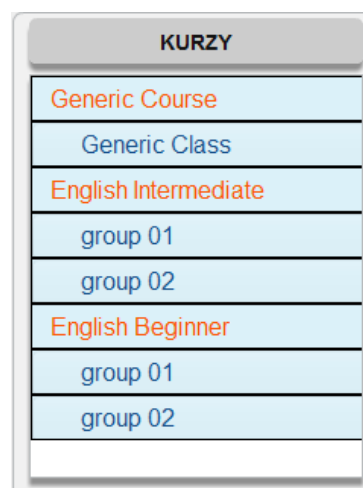 KURZY
Generic Course
Generic Class
English Intermediate
group 01
group 02
English Beginner
group 01
group 02